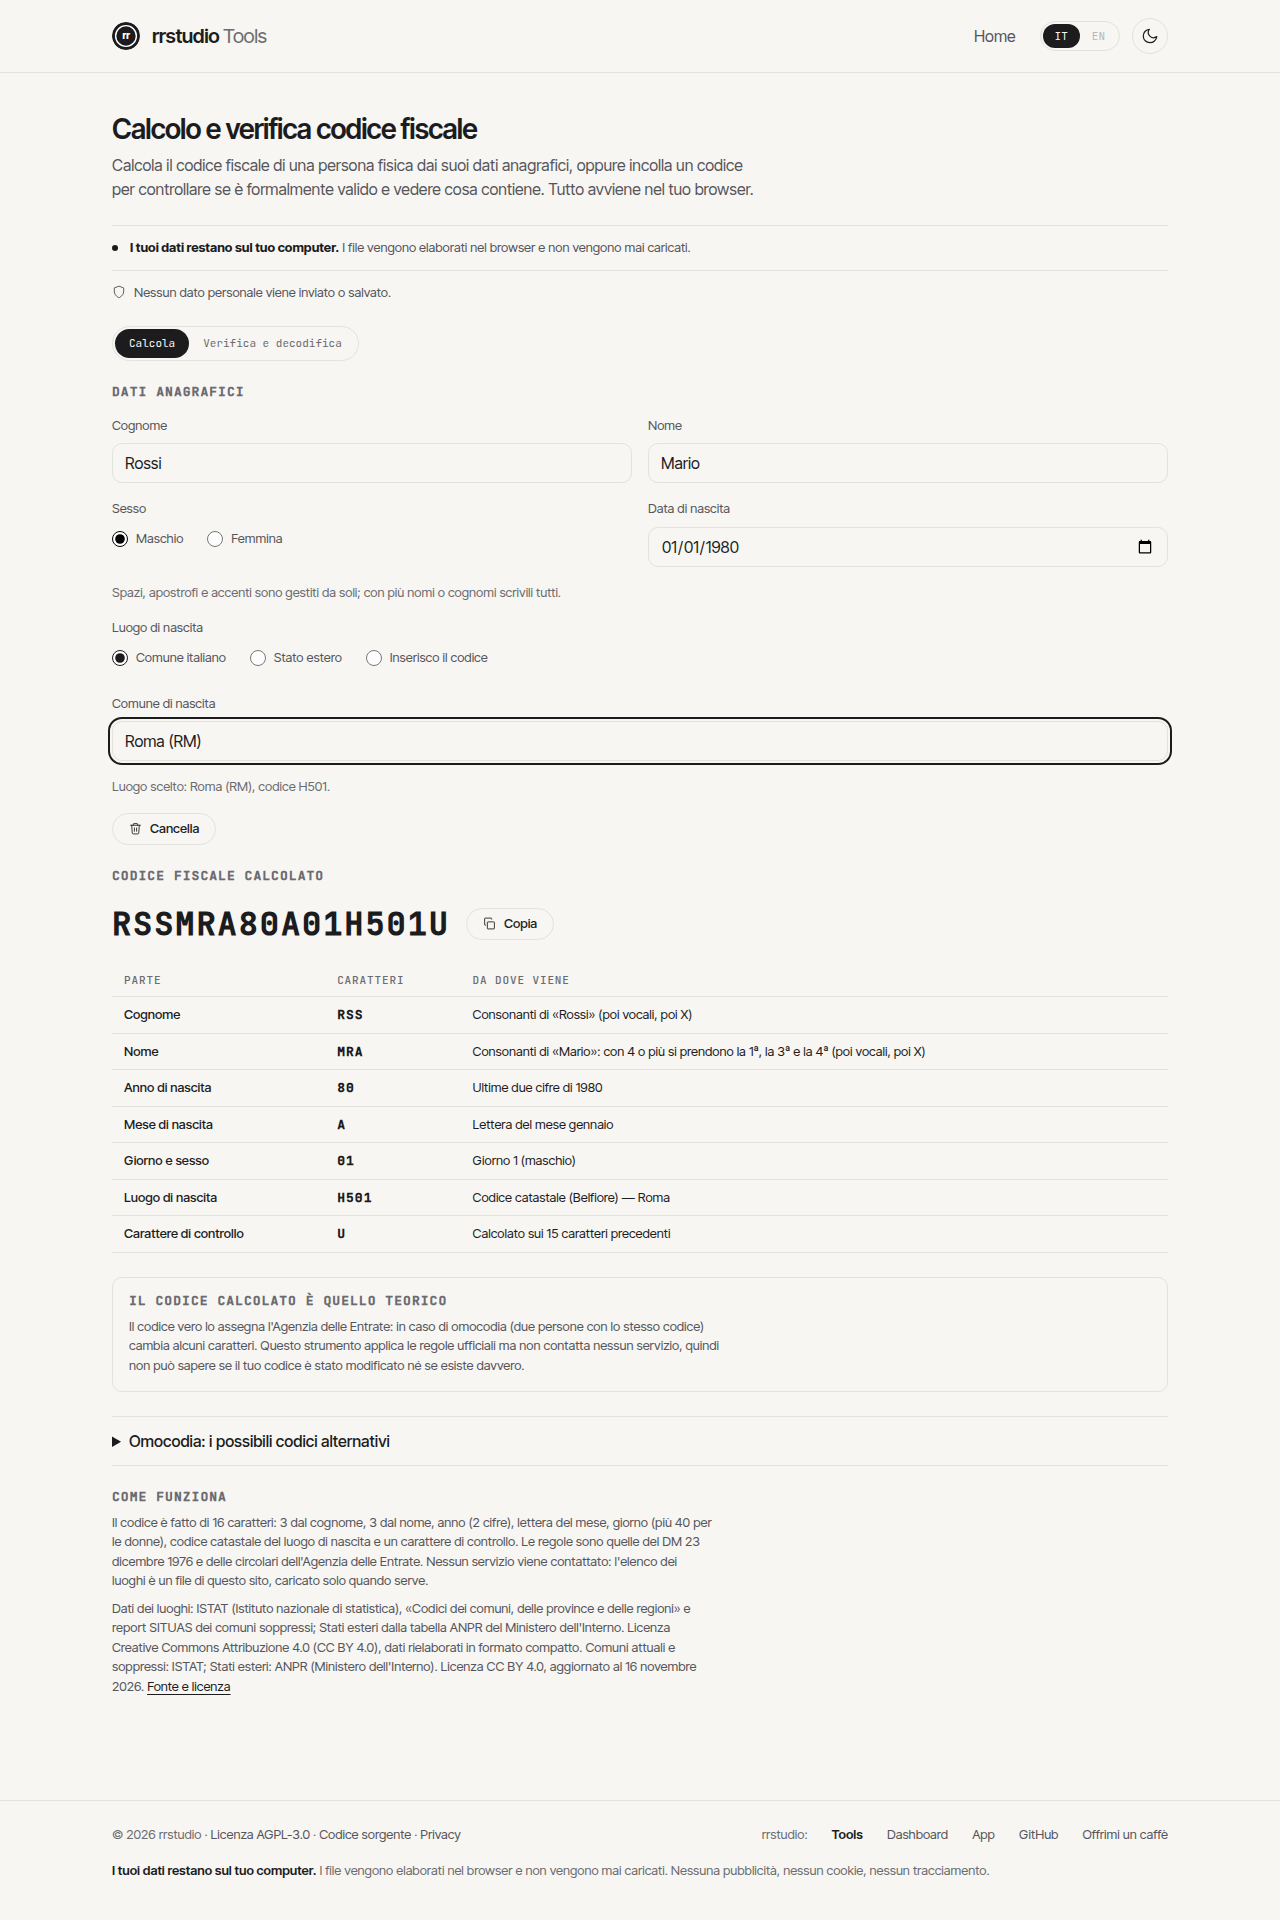 rr rrstudio Tools
Home IT EN
Calcolo e verifica codice fiscale
Calcola il codice fiscale di una persona fisica dai suoi dati anagrafici, oppure incolla un codice
per controllare se è formalmente valido e vedere cosa contiene. Tutto avviene nel tuo browser.
I tuoi dati restano sul tuo computer. I file vengono elaborati nel browser e non vengono mai caricati.
Nessun dato personale viene inviato o salvato.
Calcola Verifica e decodifica
DATI ANAGRAFICI
Cognome Nome
Rossi Mario
Sesso Data di nascita
Maschio Femmina
01/01/1980
Spazi, apostrofi e accenti sono gestiti da soli; con più nomi o cognomi scrivili tutti.
Luogo di nascita
Comune italiano Stato estero Inserisco il codice
Comune di nascita
Roma (RM)
Luogo scelto: Roma (RM), codice H501.
Cancella
CODICE FISCALE CALCOLATO
RSSMRA80A01H501U Copia
PARTE CARATTERI DA DOVE VIENE
Cognome RSS Consonanti di «Rossi» (poi vocali, poi X)
Nome MRA Consonanti di «Mario»: con 4 o più si prendono la 1ª, la 3ª e la 4ª (poi vocali, poi X)
Anno di nascita 80 Ultime due cifre di 1980
Mese di nascita A Lettera del mese gennaio
Giorno e sesso 01 Giorno 1 (maschio)
Luogo di nascita H501 Codice catastale (Belfiore) — Roma
Carattere di controllo U Calcolato sui 15 caratteri precedenti
IL CODICE CALCOLATO È QUELLO TEORICO
Il codice vero lo assegna l'Agenzia delle Entrate: in caso di omocodia (due persone con lo stesso codice)
cambia alcuni caratteri. Questo strumento applica le regole ufficiali ma non contatta nessun servizio, quindi
non può sapere se il tuo codice è stato modificato né se esiste davvero.
Omocodia: i possibili codici alternativi
COME FUNZIONA
Il codice è fatto di 16 caratteri: 3 dal cognome, 3 dal nome, anno (2 cifre), lettera del mese, giorno (più 40 per
le donne), codice catastale del luogo di nascita e un carattere di controllo. Le regole sono quelle del DM 23
dicembre 1976 e delle circolari dell'Agenzia delle Entrate. Nessun servizio viene contattato: l'elenco dei
luoghi è un file di questo sito, caricato solo quando serve.
Dati dei luoghi: ISTAT (Istituto nazionale di statistica), «Codici dei comuni, delle province e delle regioni» e
report SITUAS dei comuni soppressi; Stati esteri dalla tabella ANPR del Ministero dell'Interno. Licenza
Creative Commons Attribuzione 4.0 (CC BY 4.0), dati rielaborati in formato compatto. Comuni attuali e
soppressi: ISTAT; Stati esteri: ANPR (Ministero dell'Interno). Licenza CC BY 4.0, aggiornato al 16 novembre
2026. Fonte e licenza
© 2026 rrstudio · Licenza AGPL-3.0 · Codice sorgente · Privacy
rrstudio: Tools Dashboard App GitHub Offrimi un caffè
I tuoi dati restano sul tuo computer. I file vengono elaborati nel browser e non vengono mai caricati. Nessuna pubblicità, nessun cookie, nessun tracciamento.